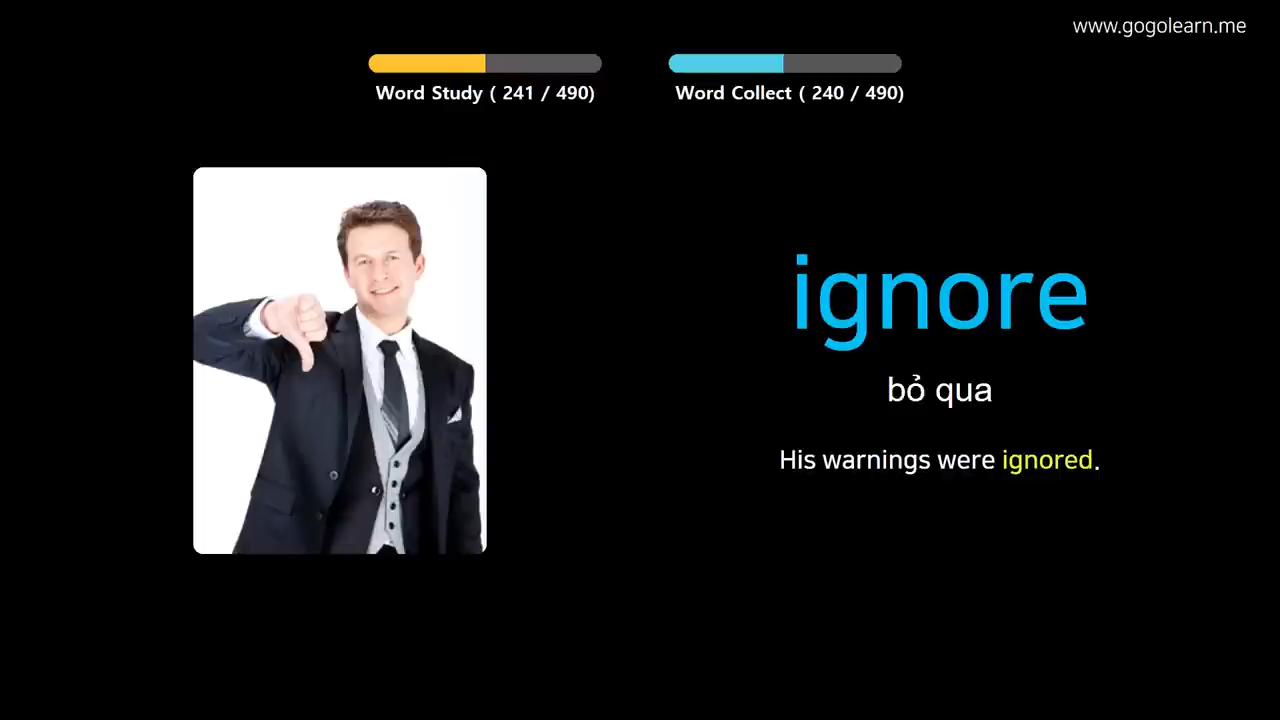 www.gogolearn.me
Word Study ( 241 / 490)
Word Collect ( 240 / 490)
ignore
bỏ qua
His warnings were ignored.